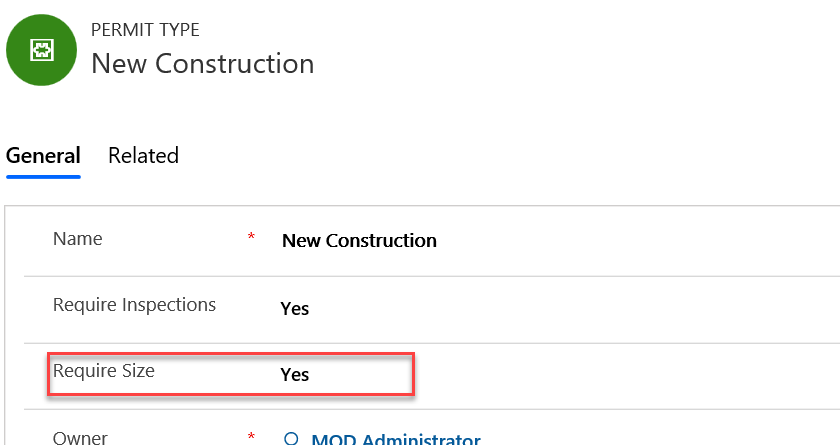 PERMIT TYPE
New Construction
General Related
Name * New Construction
Require Inspections Yes
Require Size Yes
Owner * MOD Administrator